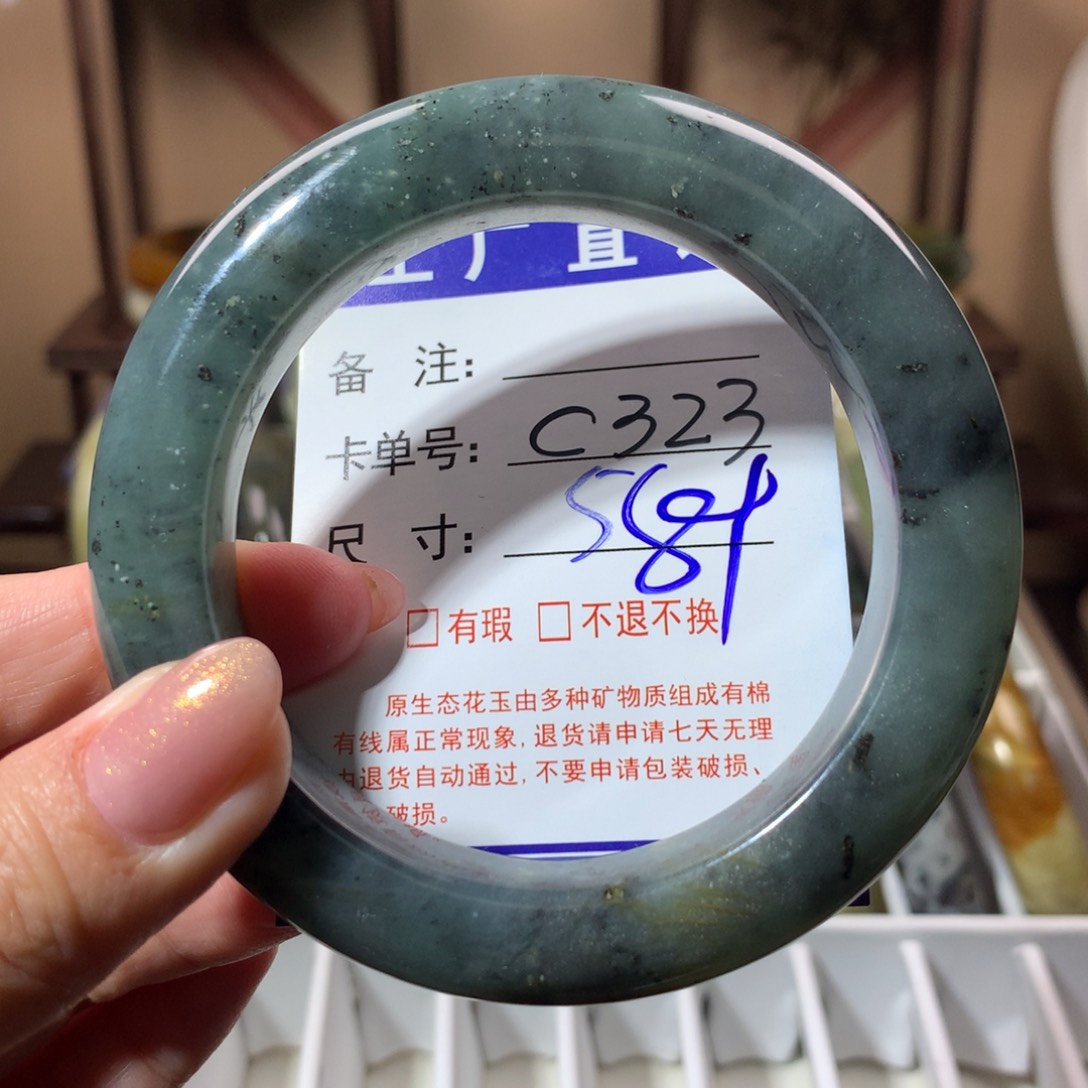 厂直
备 注:
卡单号: C323
尺 寸:
□有瑕 □不退不换
原生态花玉由多种矿物质组成有棉
有线属正常现象,退货请申请七天无理
由退货自动通过,不要申请包装破损、
破损。